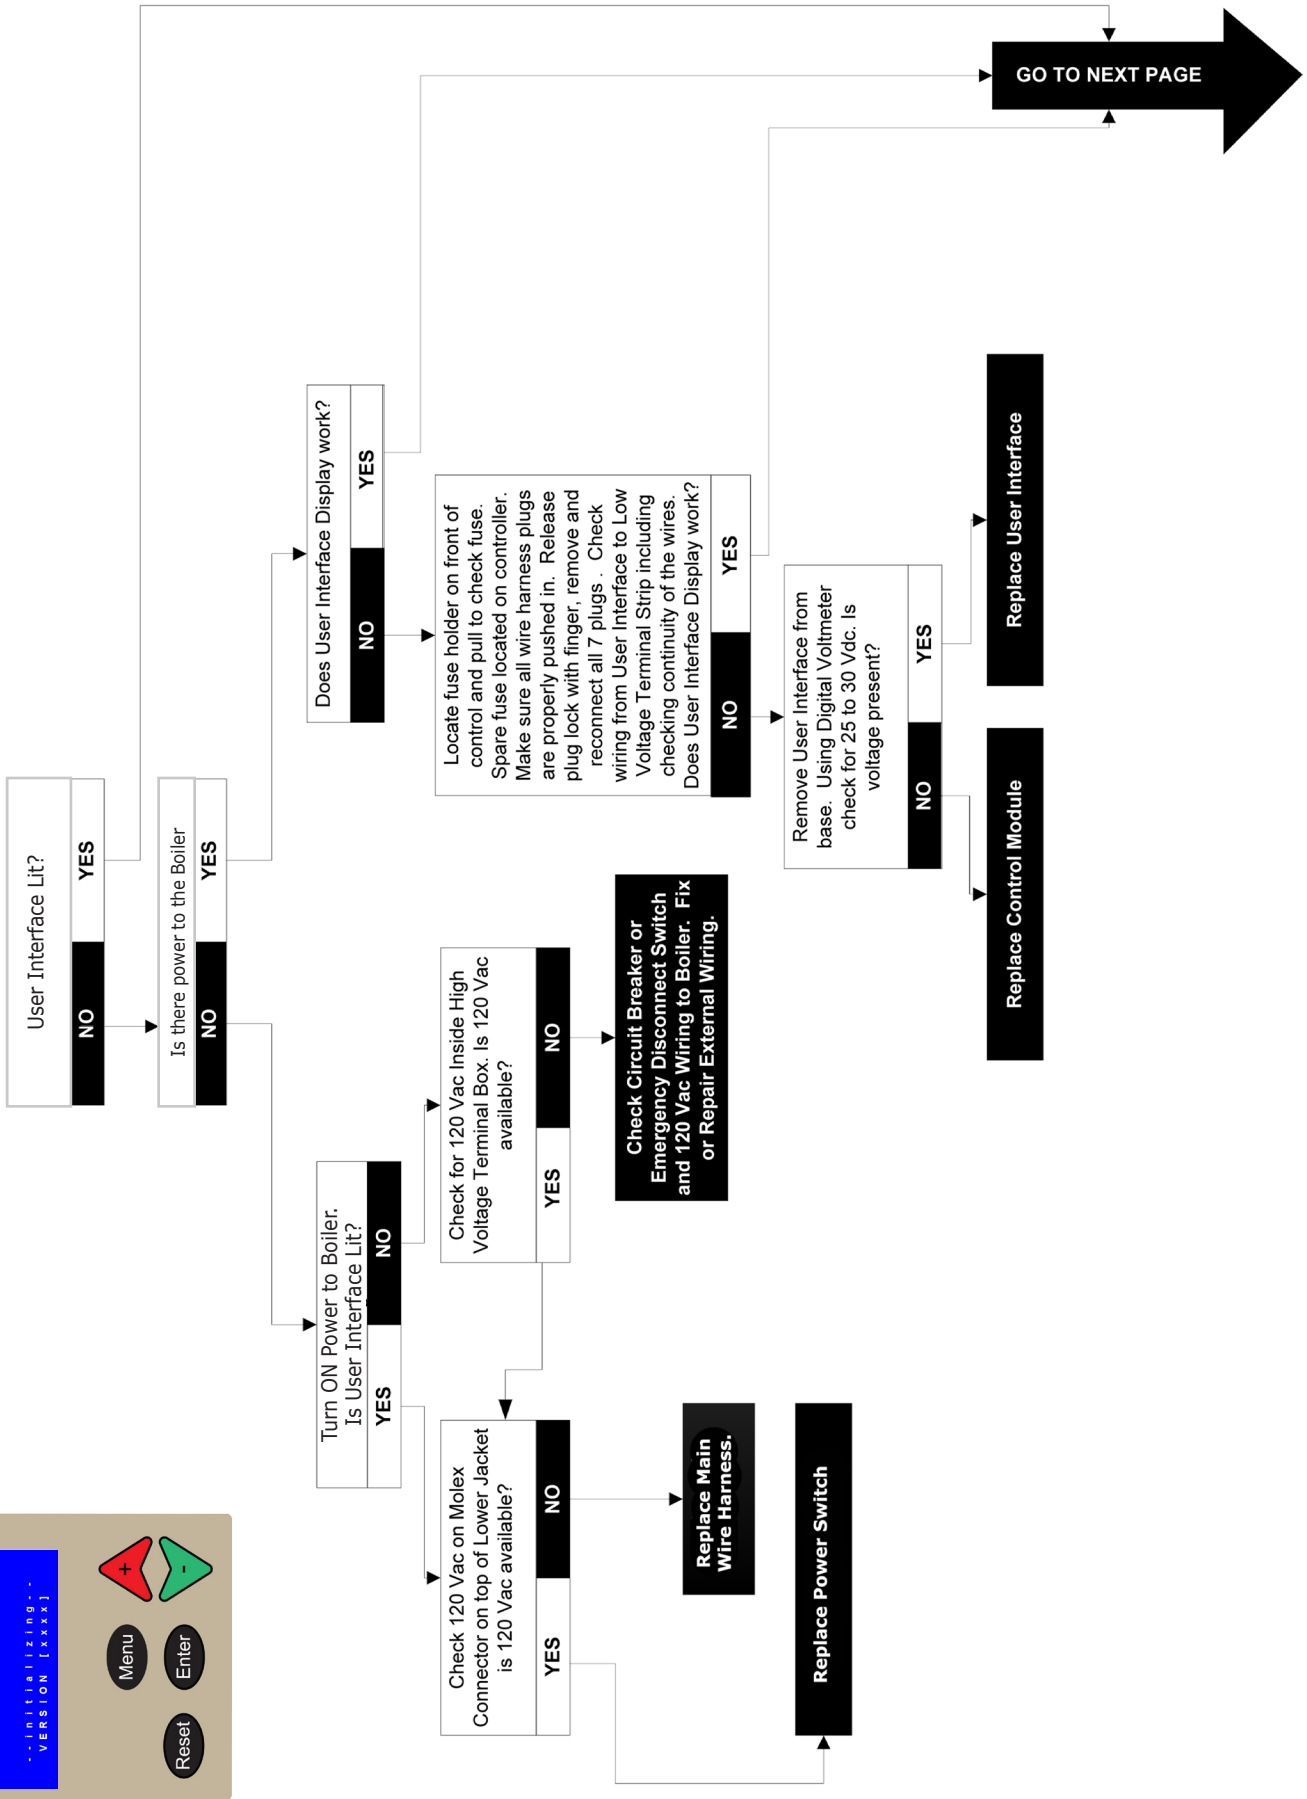 --initializing--
VERSION [xxxx]
Menu
+
Reset
Enter
-
User Interface Lit?
NO
YES
Is there power to the Boiler
NO
YES
Turn ON Power to Boiler.
Is User Interface Lit?
YES
NO
Does User Interface Display work?
NO
YES
Check 120 Vac on Molex
Connector on top of Lower Jacket
is 120 Vac available?
YES
NO
Check for 120 Vac Inside High
Voltage Terminal Box. Is 120 Vac
available?
YES
NO
Locate fuse holder on front of
control and pull to check fuse.
Spare fuse located on controller.
Make sure all wire harness plugs
are properly pushed in. Release
plug lock with finger, remove and
reconnect all 7 plugs . Check
wiring from User Interface to Low
Voltage Terminal Strip including
checking continuity of the wires.
Does User Interface Display work?
NO
YES
Replace Main
Wire Harness.
Check Circuit Breaker or
Emergency Disconnect Switch
and 120 Vac Wiring to Boiler. Fix
or Repair External Wiring.
Replace Power Switch
Remove User Interface from
base. Using Digital Voltmeter
check for 25 to 30 Vdc. Is
voltage present?
NO
YES
Replace Control Module
Replace User Interface
GO TO NEXT PAGE